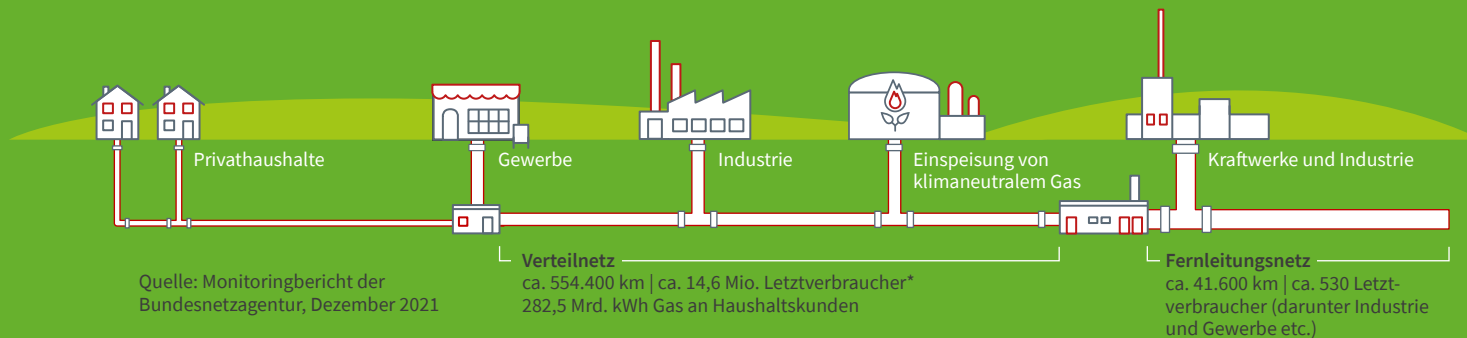 Privathaushalte
Gewerbe
Industrie
Einspeisung von
klimaneutralem Gas
Kraftwerke und Industrie
Quelle: Monitoringbericht der
Bundesnetzagentur, Dezember 2021
Verteilnetz
ca. 554.400 km | ca. 14,6 Mio. Letztverbraucher*
282,5 Mrd. kWh Gas an Haushaltskunden
Fernleitungsnetz
ca. 41.600 km | ca. 530 Letzt-
verbraucher (darunter Industrie
und Gewerbe etc.)